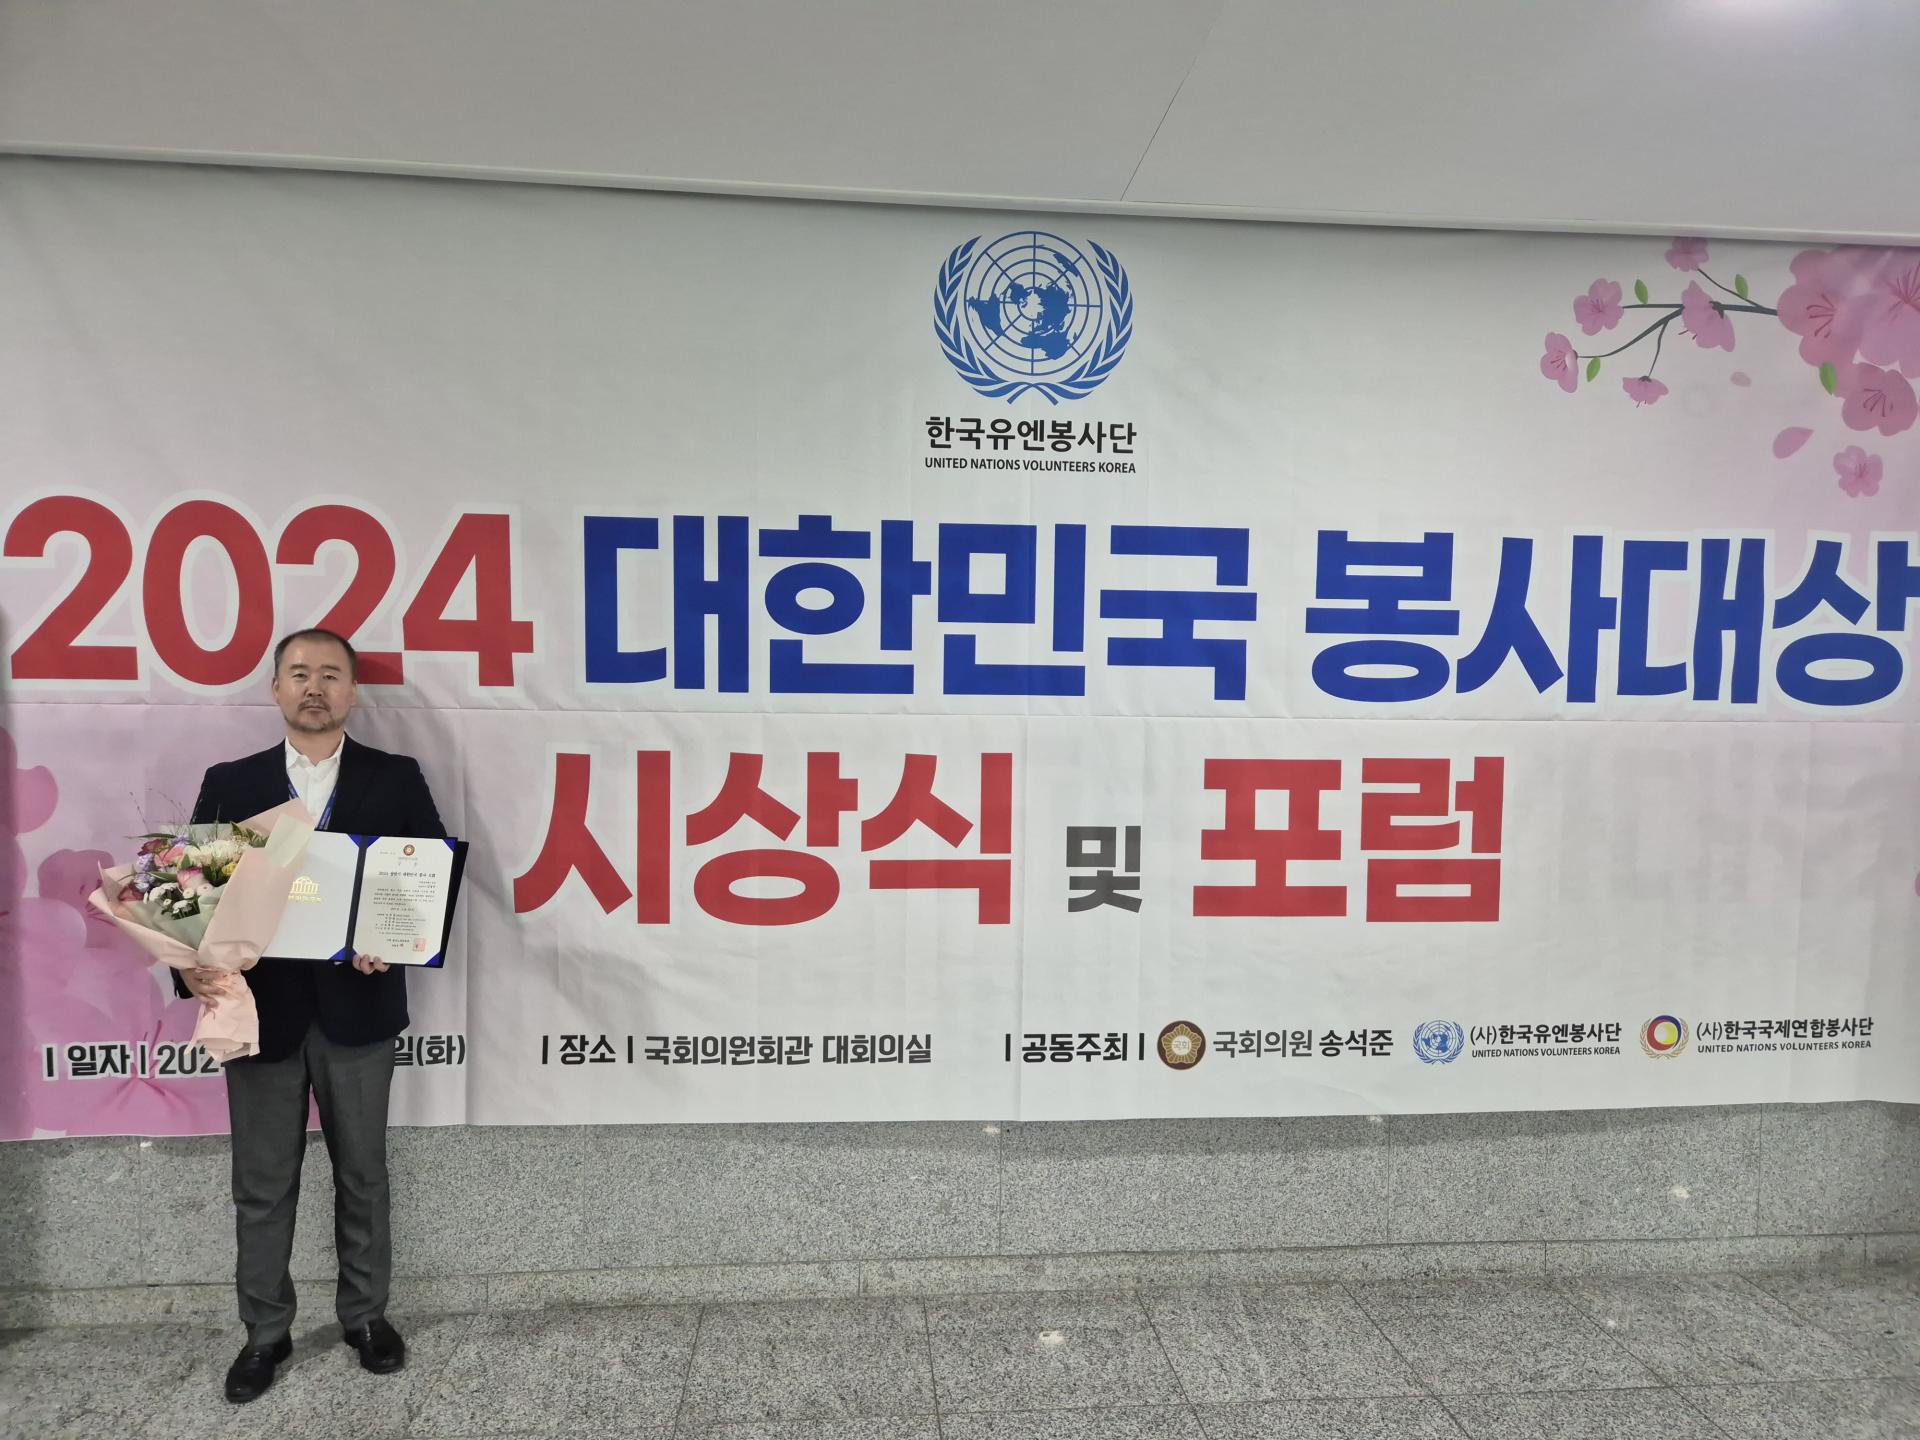 한국유엔봉사단
UNITED NATIONS VOLUNTEERS KOREA
2024 대한민국 봉사대상
시상식 및 포럼
| 일자 | 202 일(화) | 장소 | 국회의원회관 대회의실 | 공동주최 | 국회 국회의원 송석준 (사)한국유엔봉사단 UNITED NATIONS VOLUNTEERS KOREA (사)한국국제연합봉사단 UNITED NATIONS VOLUNTEERS KOREA